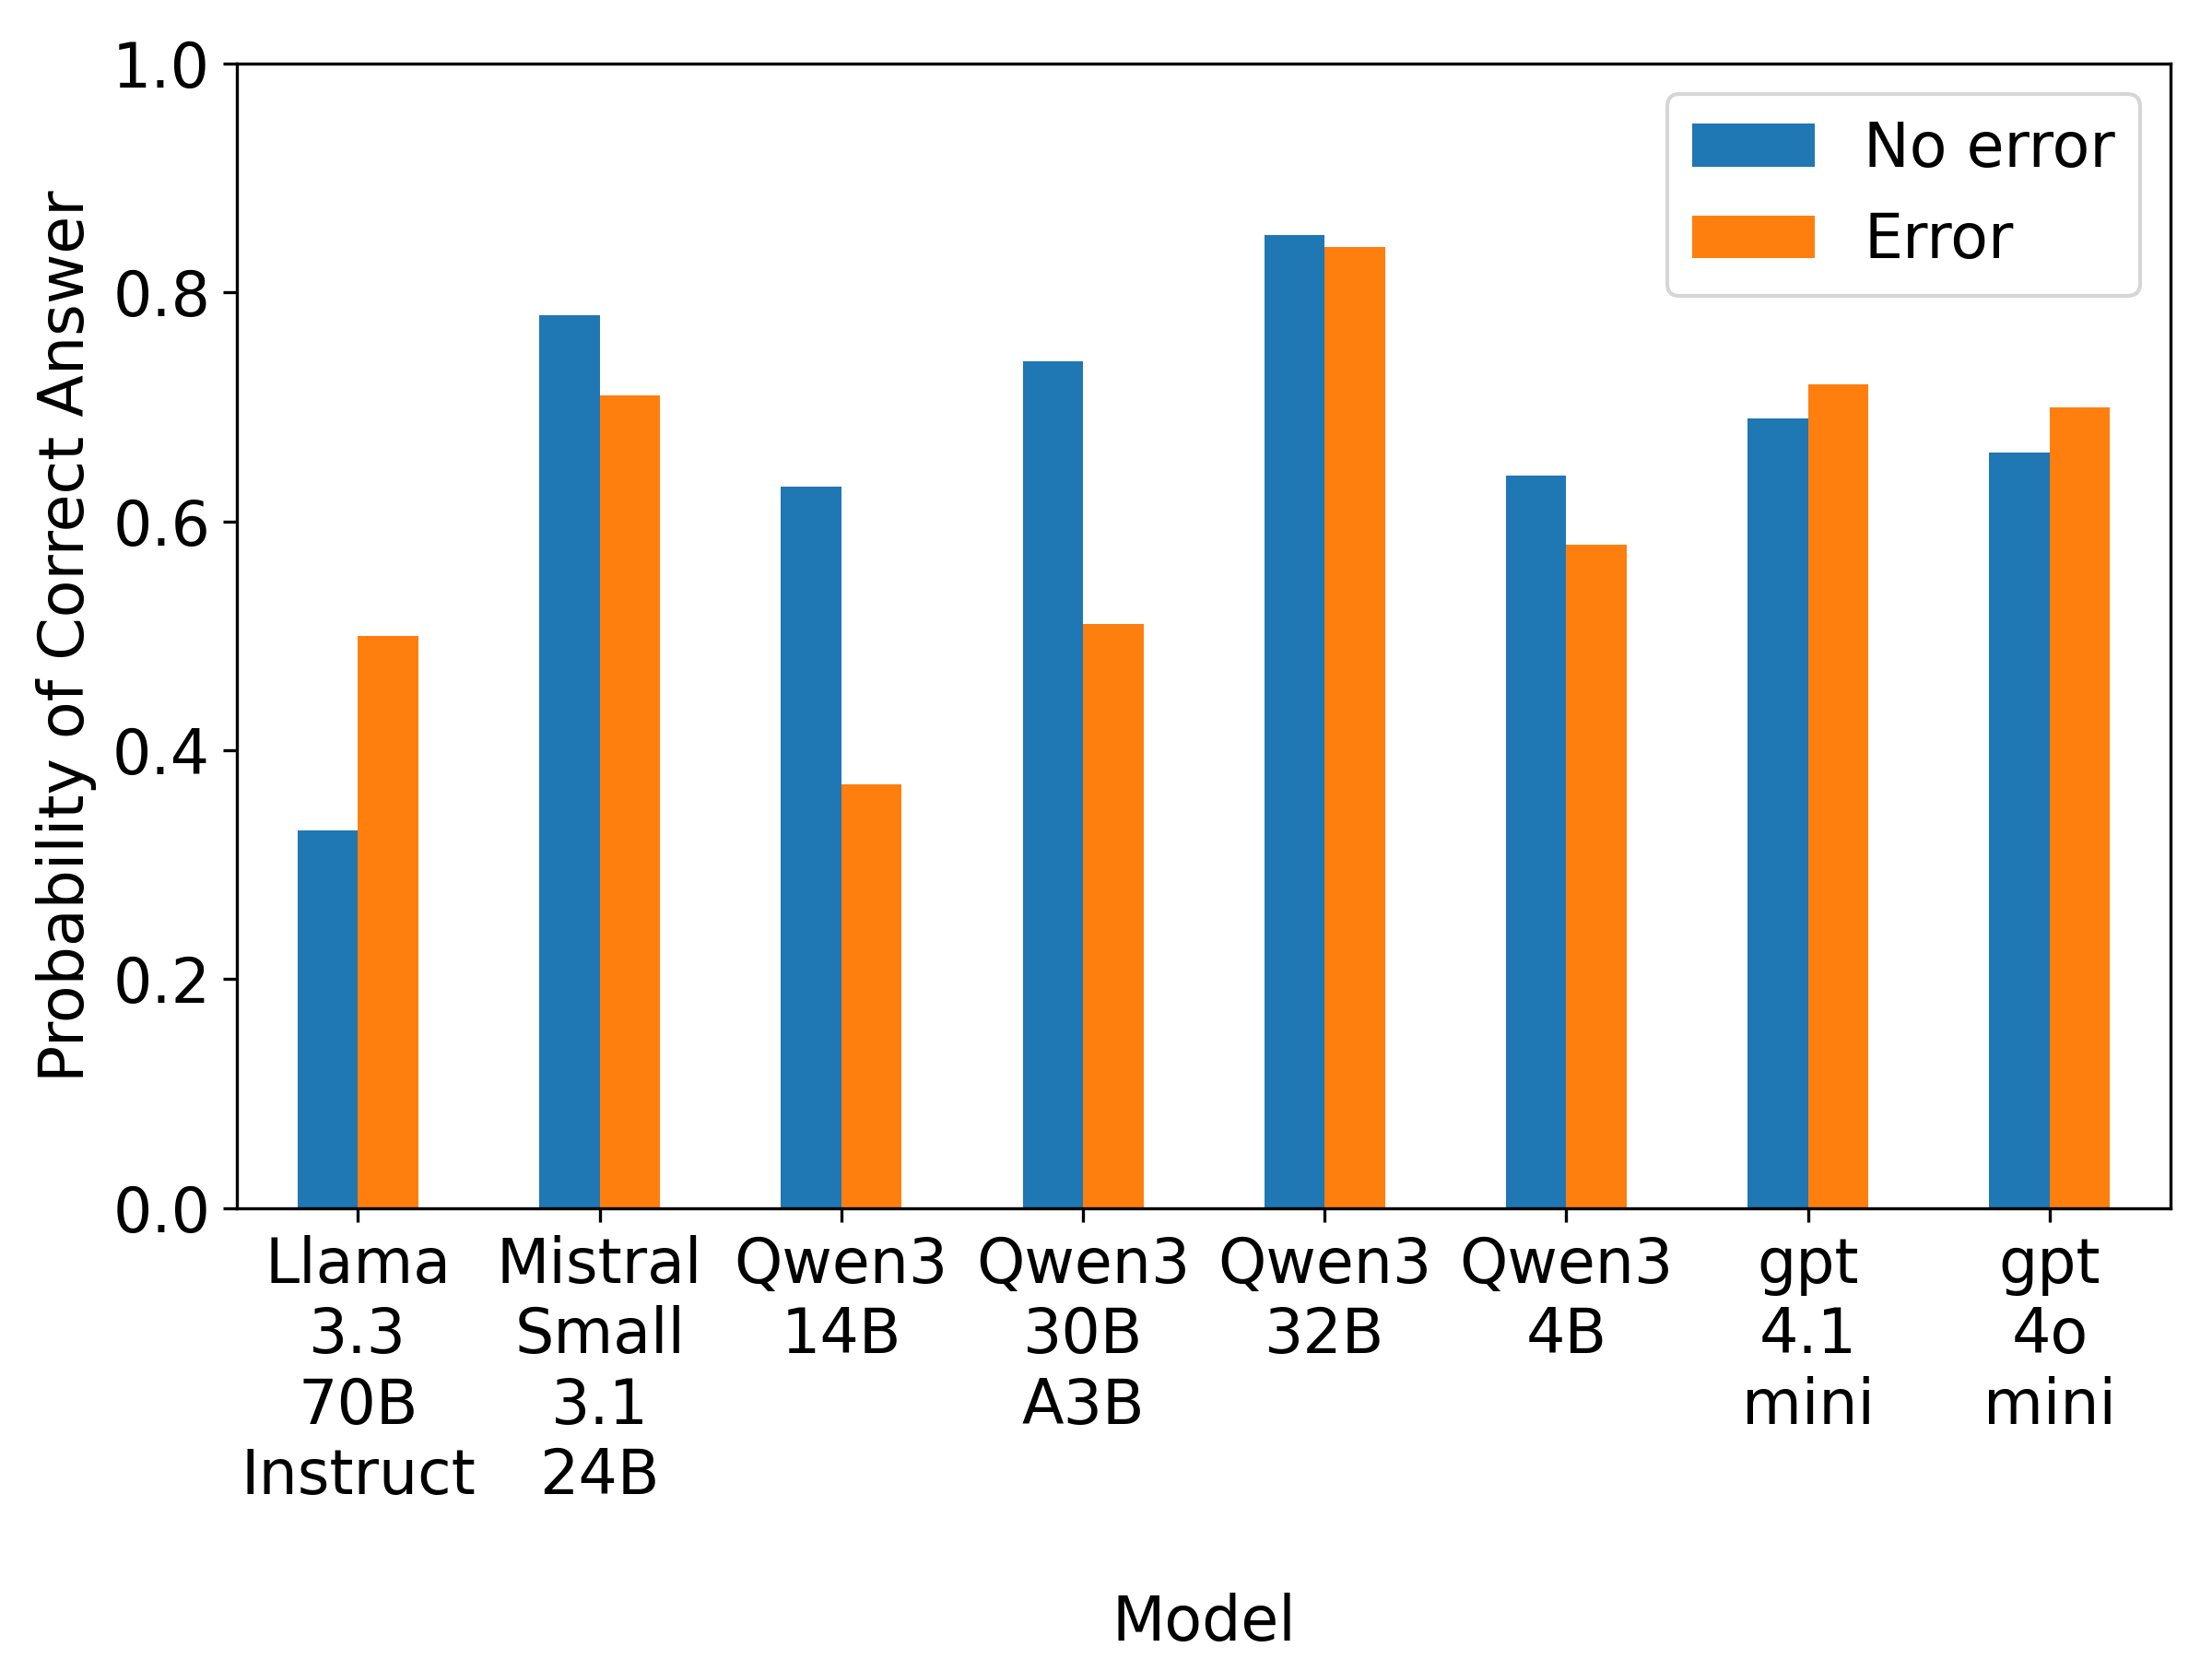 Probability of Correct Answer
1.0
0.8
0.6
0.4
0.2
0.0
No error
Error
Llama
3.3
70B
Instruct
Mistral
Small
3.1
24B
Qwen3
14B
Qwen3
30B
A3B
Qwen3
32B
Qwen3
4B
gpt
4.1
mini
gpt
4o
mini
Model